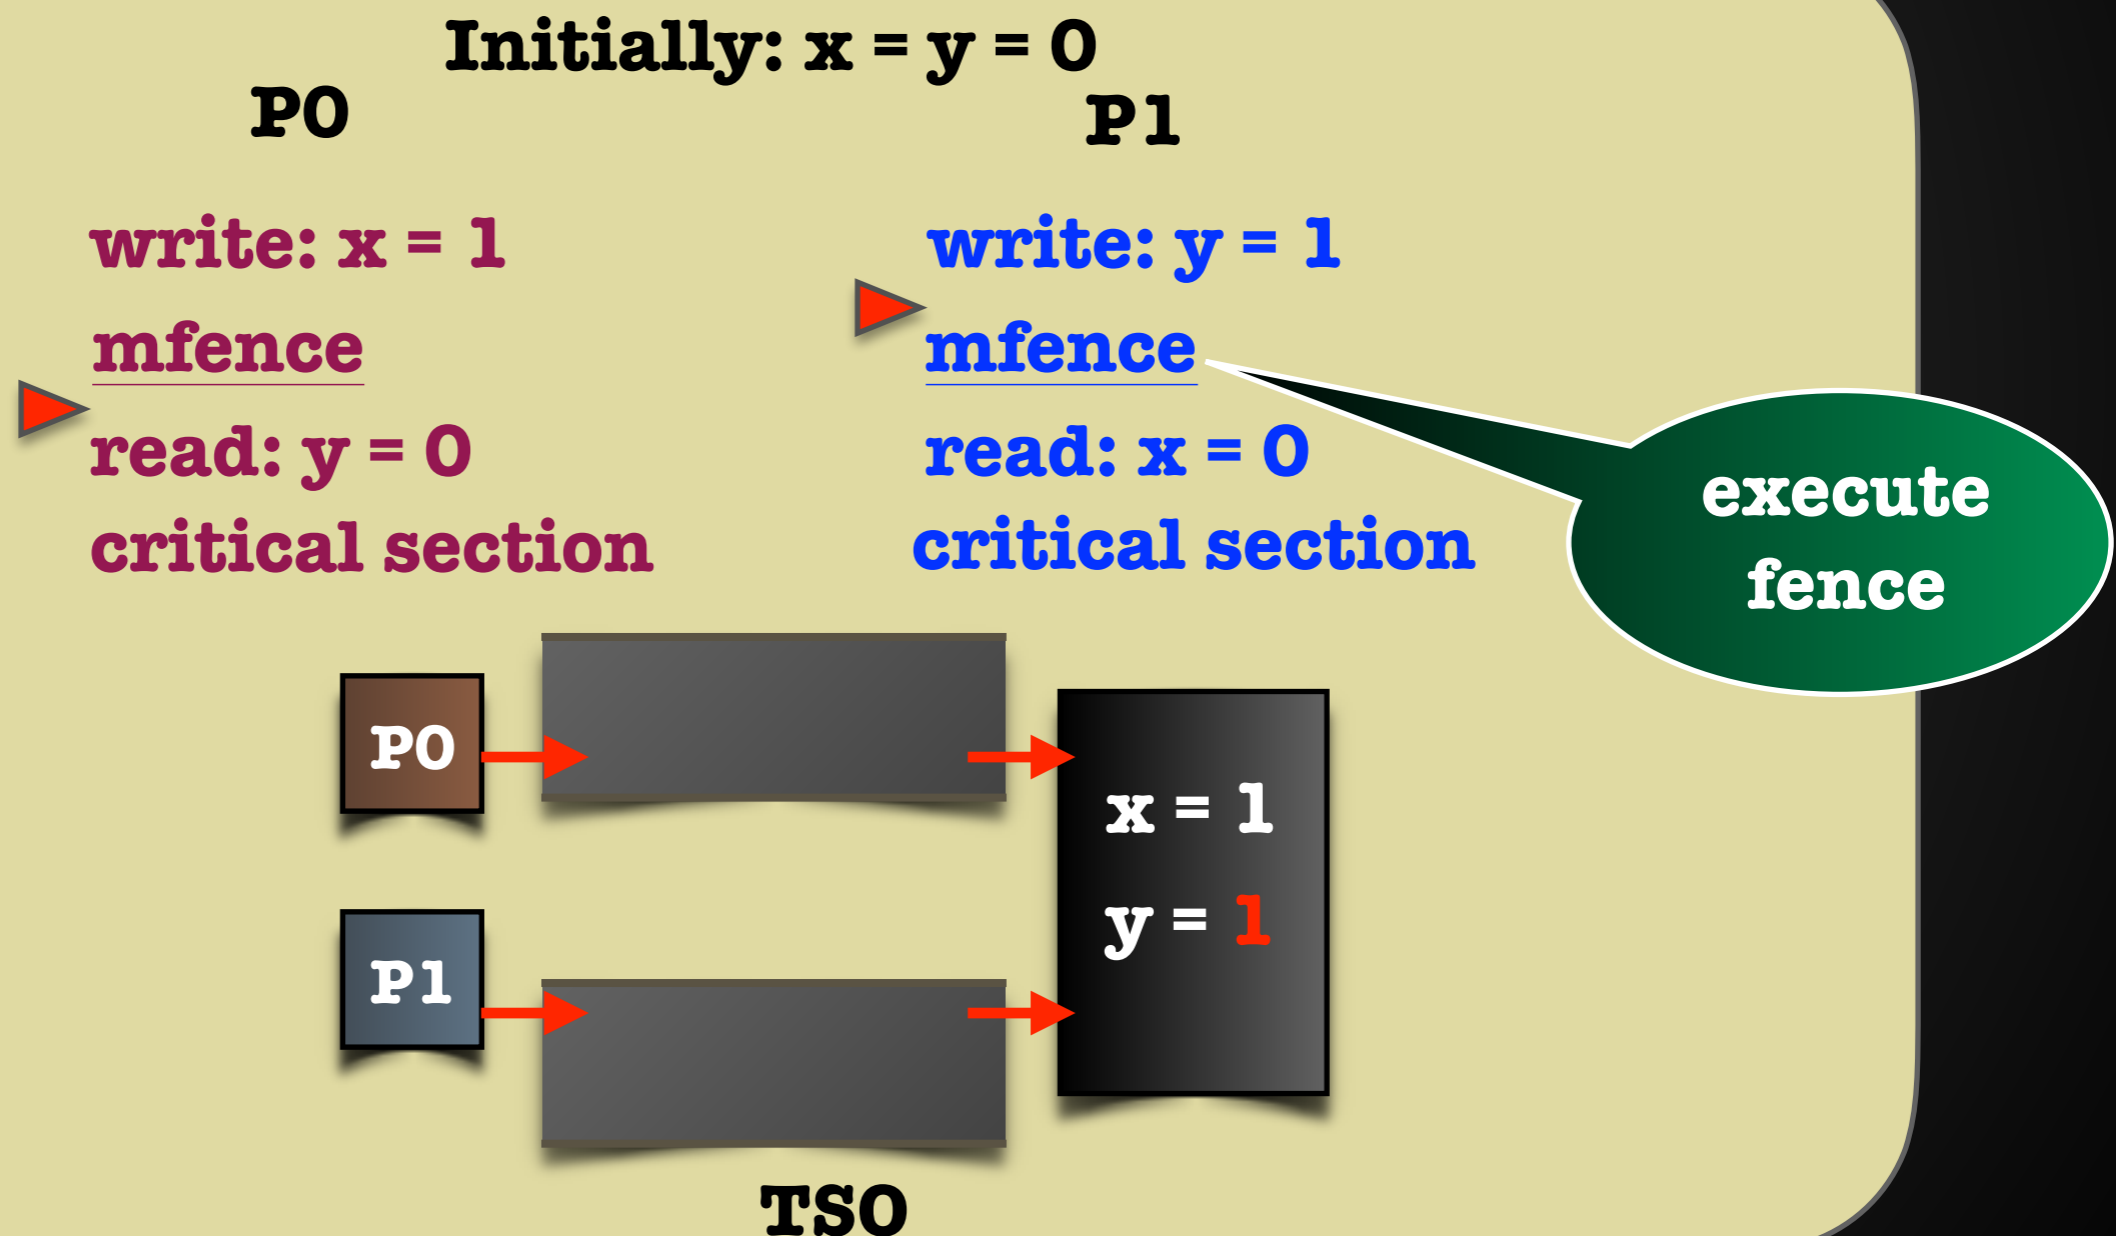 Initially: x = y = 0
P0
P1
write: x = 1
mfence
read: y = 0
critical section
write: y = 1
mfence
read: x = 0
critical section
execute
fence
P0
P1
x = 1
y = 1
TSO